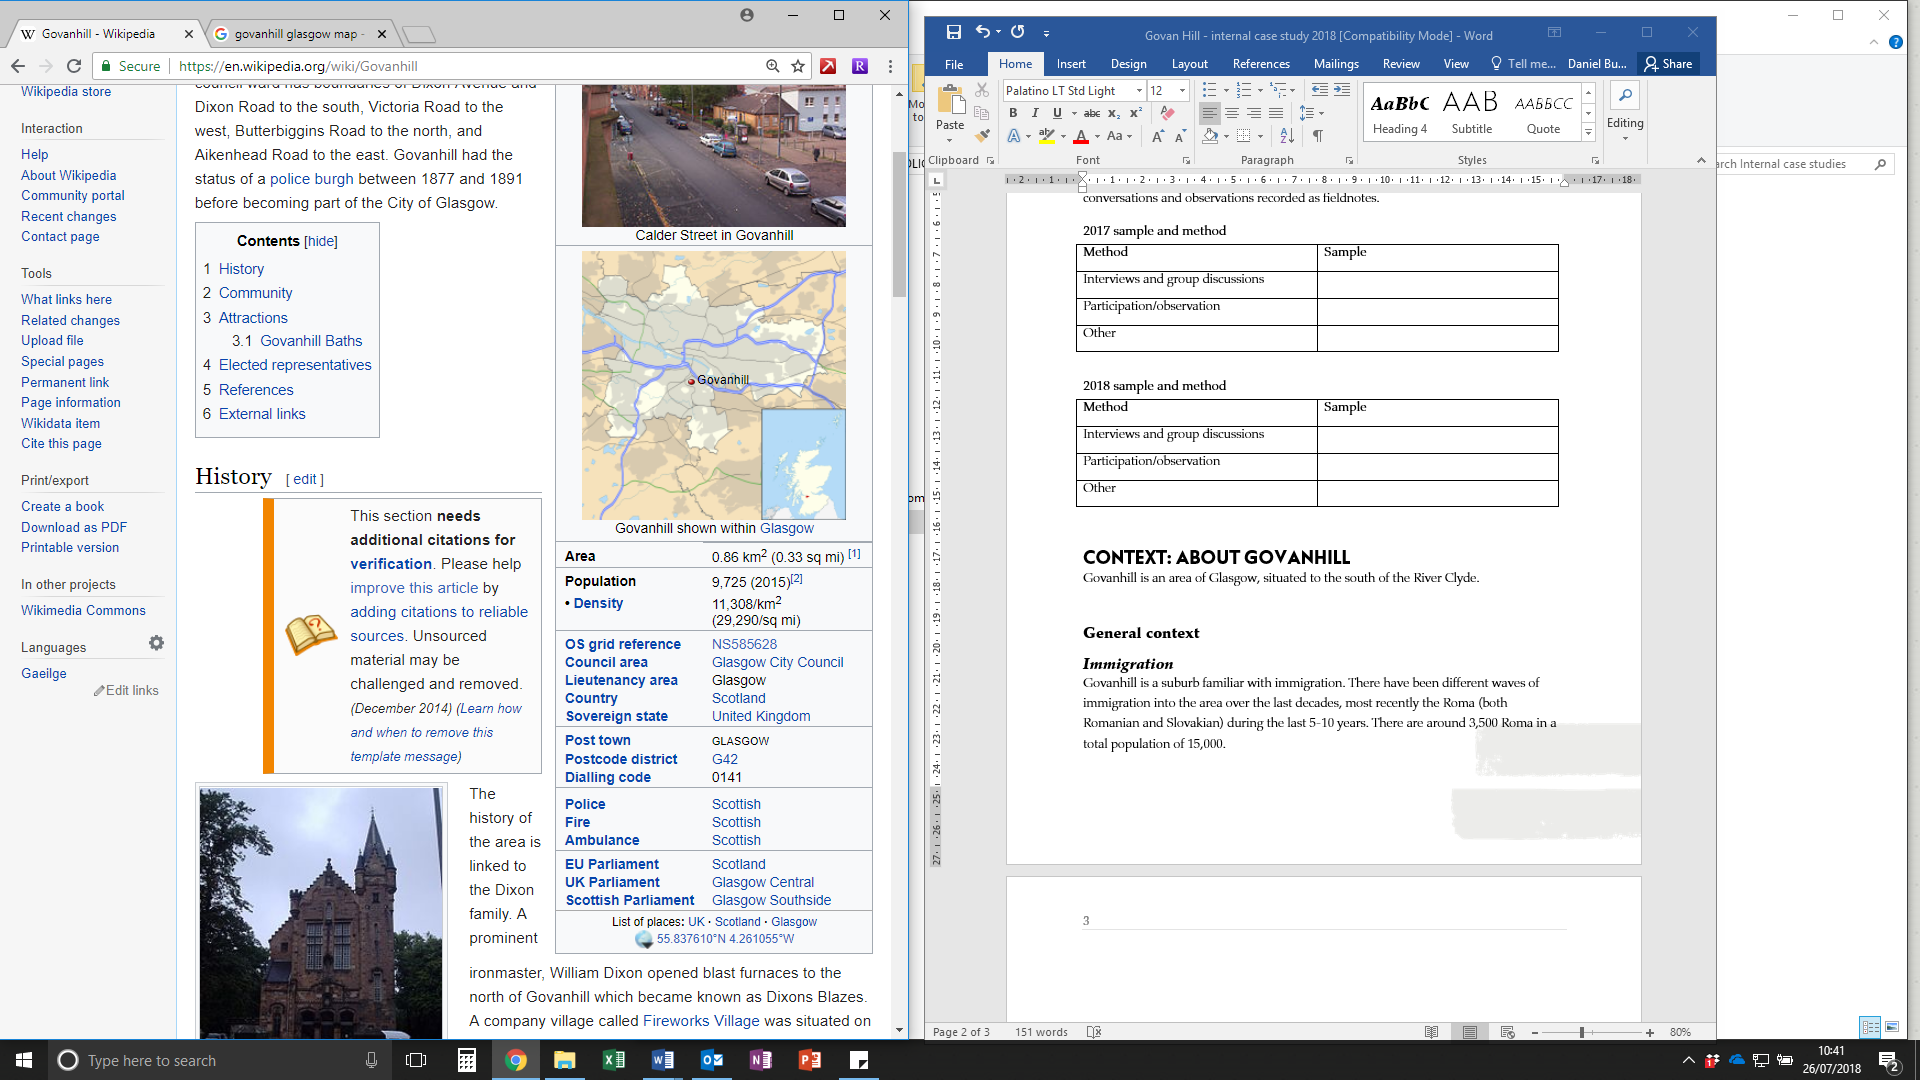 Govanhill - Wikipedia
govanhill glasgow map -
Secure
https://en.wikipedia.org/wiki/Govanhill
Wikipedia store
Interaction
Help
About Wikipedia
Community portal
Recent changes
Contact page
Tools
What links here
Related changes
Upload file
Special pages
Permanent link
Page information
Wikidata item
Cite this page
Print/export
Create a book
Download as PDF
Printable version
In other projects
Wikimedia Commons
Languages
Gaeilge
Edit links
council ward has boundaries of Dixon Avenue and
Dixon Road to the south, Victoria Road to the
west, Butterbiggins Road to the north, and
Aikenhead Road to the east. Govanhill had the
status of a police burgh between 1877 and 1891
before becoming part of the City of Glasgow.
Contents [hide]
1 History
2 Community
3 Attractions
3.1 Govanhill Baths
4 Elected representatives
5 References
6 External links
History [ edit ]
This section needs
additional citations for
verification. Please help
improve this article by
adding citations to reliable
sources. Unsourced
material may be
challenged and removed.
(December 2014) (Learn how
and when to remove this
template message)
The
history of
the area is
linked to
the Dixon
family. A
prominent
ironmaster, William Dixon opened blast furnaces to the
north of Govanhill which became known as Dixons Blazes.
A company village called Fireworks Village was situated on
Calder Street in Govanhill
Govanhill
Govanhill shown within Glasgow
Area 0.86 km2 (0.33 sq mi) [1]
Population 9,725 (2015)[2]
• Density 11,308/km2
(29,290/sq mi)
OS grid reference NS585628
Council area Glasgow City Council
Lieutenancy area Glasgow
Country Scotland
Sovereign state United Kingdom
Post town GLASGOW
Postcode district G42
Dialling code 0141
Police Scottish
Fire Scottish
Ambulance Scottish
EU Parliament Scotland
UK Parliament Glasgow Central
Scottish Parliament Glasgow Southside
List of places: UK · Scotland · Glasgow
55.837610°N 4.261055°W
Govan Hill - internal case study 2018 [Compatibility Mode] - Word
File Home Insert Design Layout References Mailings Review View Tell me... Daniel Bu... Share
Paste
Palatino LT Std Light 12
B I U abc x2 x2
A ab A Aa A A
AaBbC AAB AABBCC
Heading 4 Subtitle Quote
Editing
Clipboard Font Paragraph Styles
arch Internal case studies
conversations and observations recorded as fieldnotes.
2017 sample and method
Method Sample
Interviews and group discussions
Participation/observation
Other
2018 sample and method
Method Sample
Interviews and group discussions
Participation/observation
Other
CONTEXT: ABOUT GOVANHILL
Govanhill is an area of Glasgow, situated to the south of the River Clyde.
General context
Immigration
Govanhill is a suburb familiar with immigration. There have been different waves of
immigration into the area over the last decades, most recently the Roma (both
Romanian and Slovakian) during the last 5-10 years. There are around 3,500 Roma in a
total population of 15,000.
3
Page 2 of 3 151 words 80%
Type here to search
10:41
26/07/2018
2